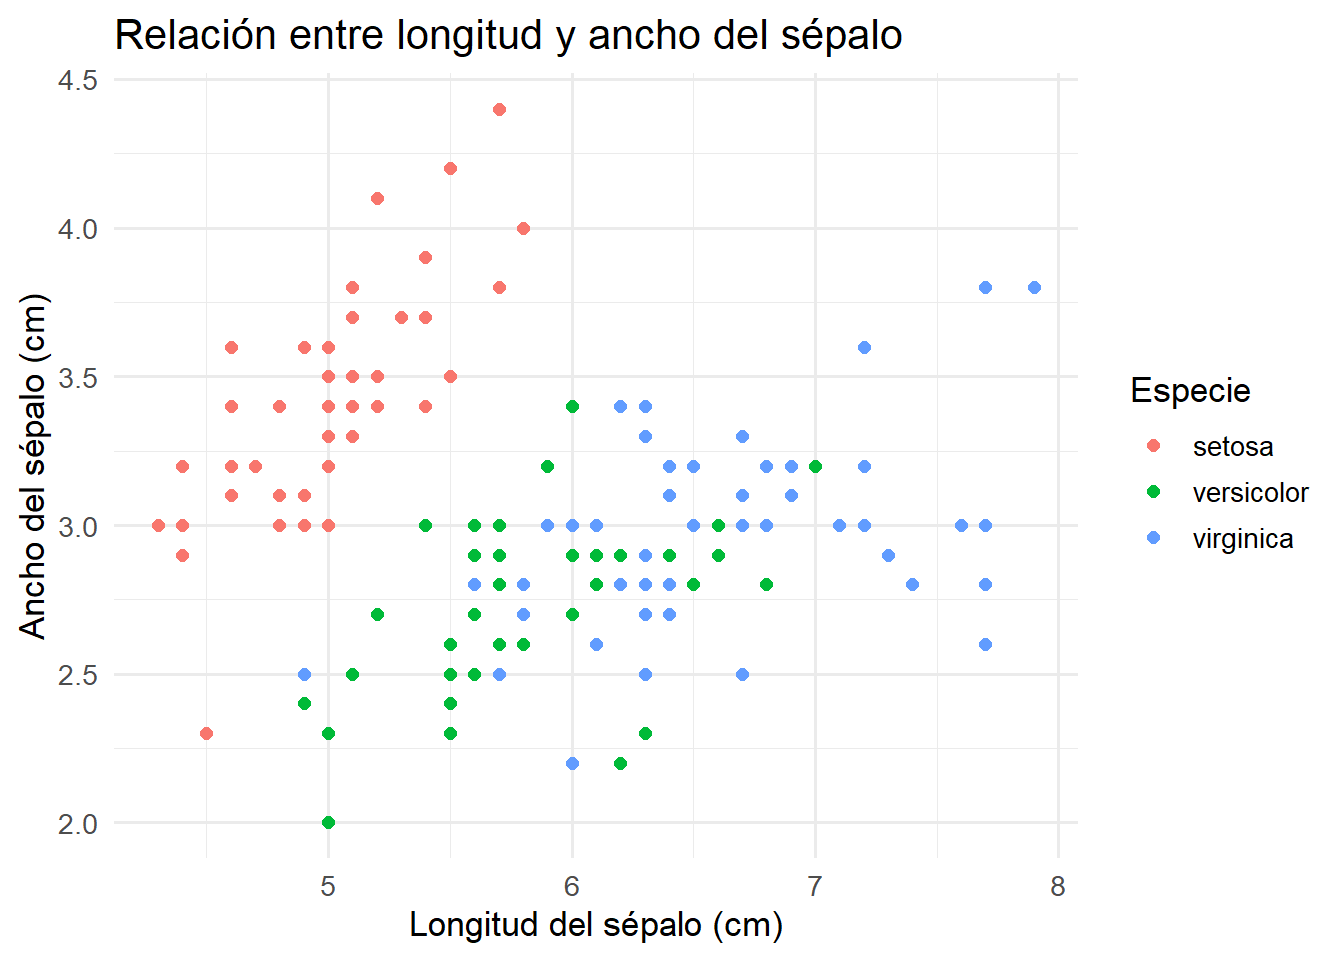 Relación entre longitud y ancho del sépalo
4.5
4.0
3.5
3.0
2.5
2.0
Ancho del sépalo (cm)
5 6 7 8
Longitud del sépalo (cm)
Especie
setosa
versicolor
virginica